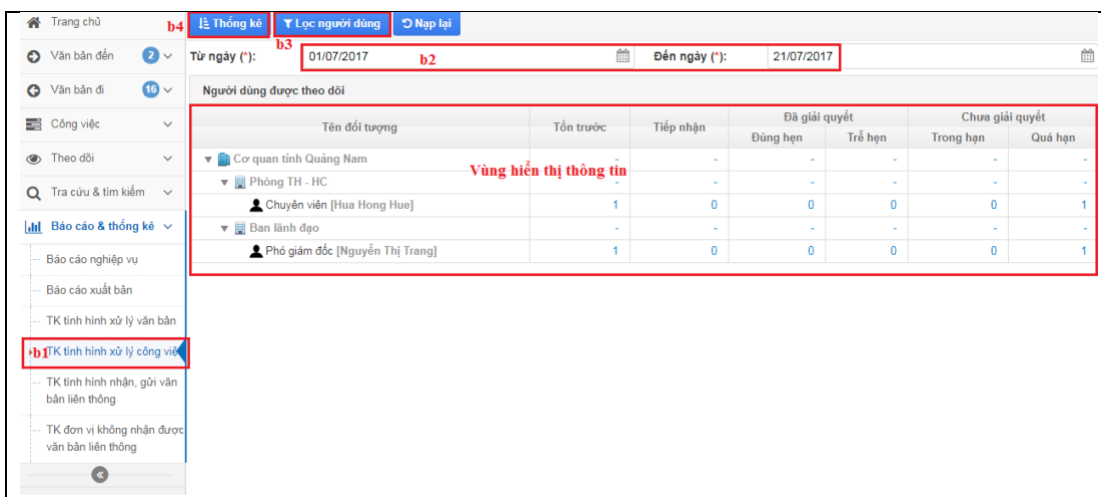 Trang chủ
b4
Thống kê
Lọc người dùng
Nạp lại
Văn bản đến 2
Từ ngày (*):
b3
01/07/2017
b2
Đến ngày (*):
21/07/2017
Văn bản đi 16
Người dùng được theo dõi
Công việc
Tên đối tượng
Tồn trước
Tiếp nhận
Đã giải quyết
Chưa giải quyết
Đúng hẹn
Trễ hẹn
Trong hạn
Quá hạn
Theo dõi
Cơ quan tỉnh Quảng Nam - - - - - -
Vùng hiển thị thông tin
Phòng TH - HC - - - - - -
Tra cứu & tìm kiếm
Chuyên viên [Hua Hong Hue] 1 0 0 0 0 1
Báo cáo & thống kê
Ban lãnh đạo - - - - - -
Phó giám đốc [Nguyễn Thị Trang] 1 0 0 0 0 1
Báo cáo nghiệp vụ
Báo cáo xuất bản
TK tình hình xử lý văn bản
b1
TK tình hình xử lý công việ
TK tình hình nhận, gửi văn
bản liên thông
TK đơn vị không nhận được
văn bản liên thông